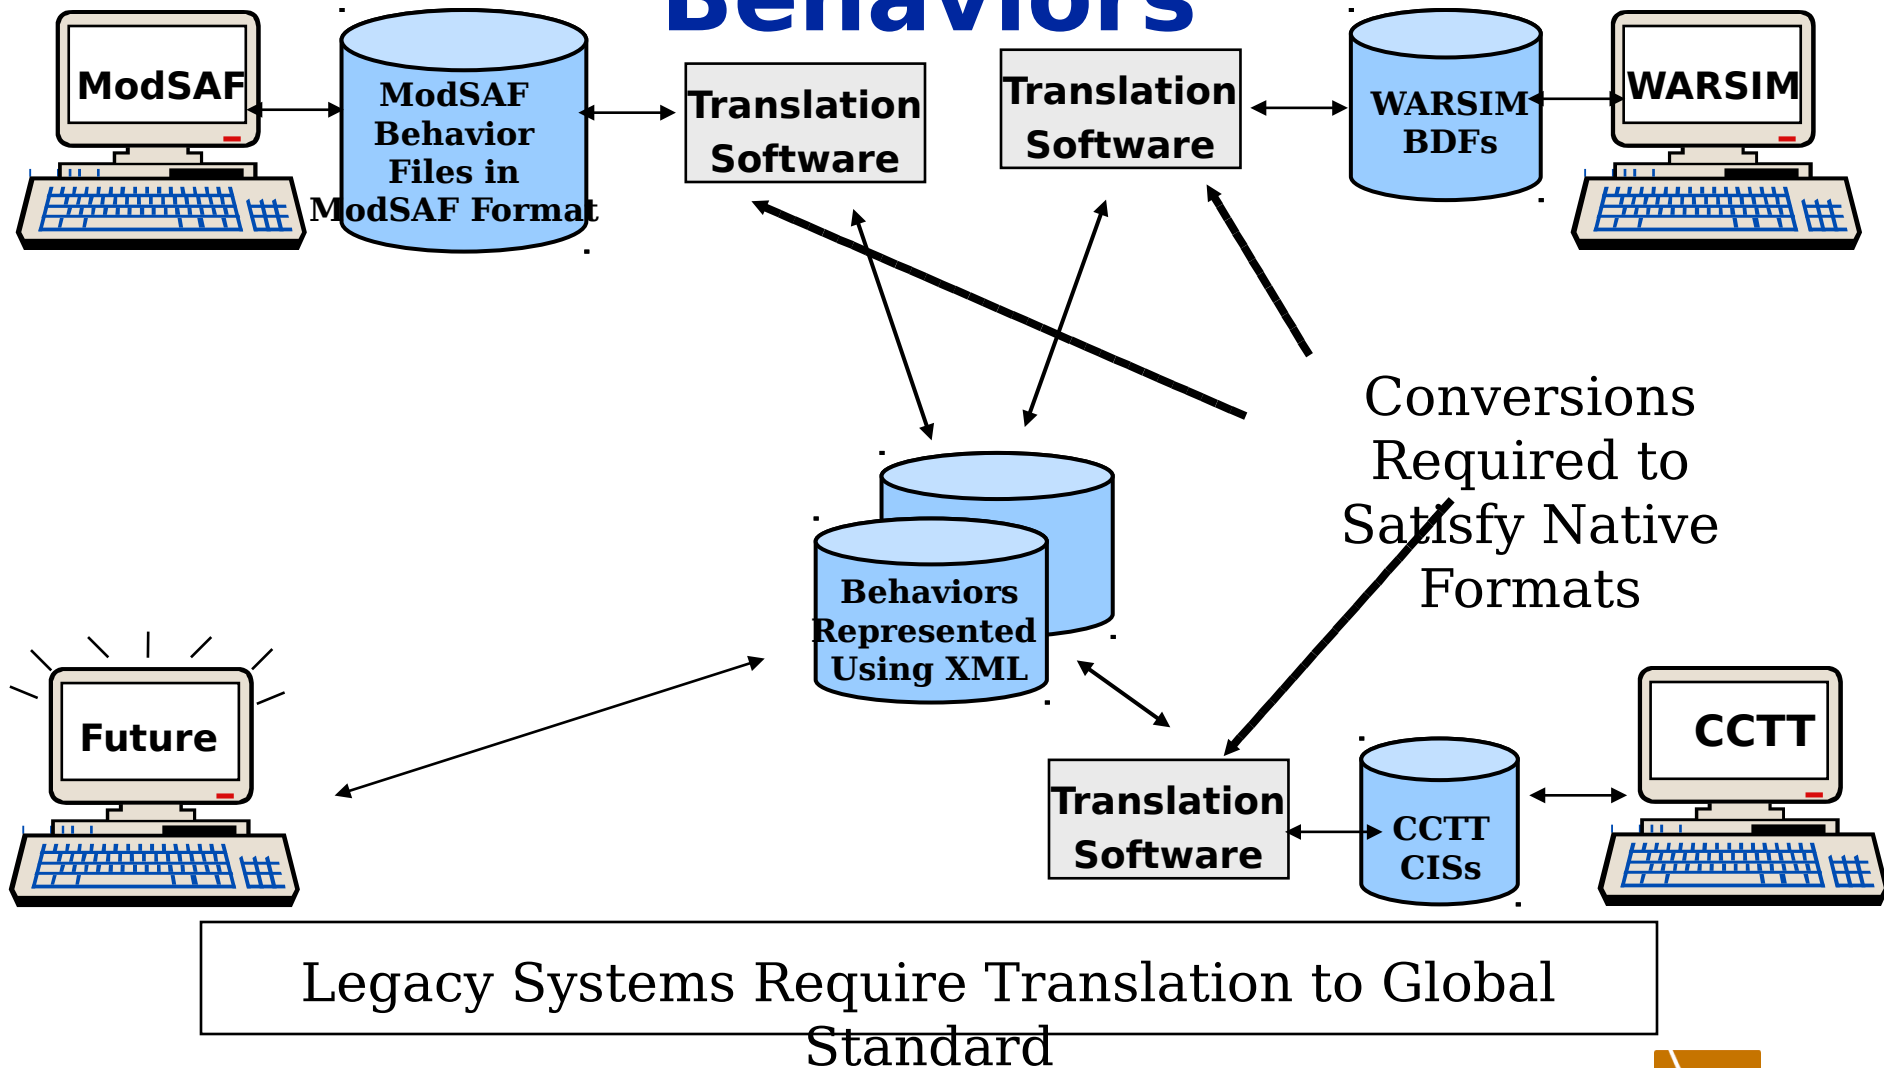 Behaviors
ModSAF
ModSAF
Behavior
Files in
ModSAF Format
Translation
Software
Translation
Software
WARSIM
BDFs
WARSIM
Conversions
Required to
Satisfy Native
Formats
Behaviors
Represented
Using XML
Future
Translation
Software
CCTT
CISs
CCTT
Legacy Systems Require Translation to Global
Standard